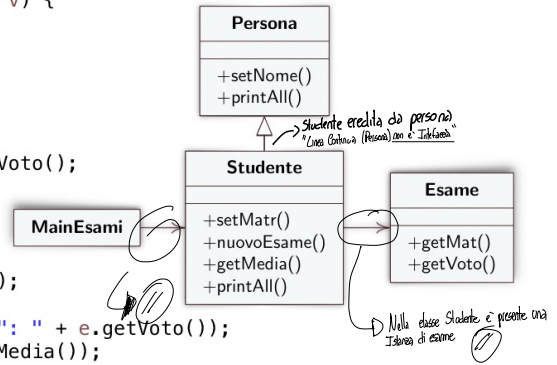 v) {
Persona
+setNome()
+printAll()
Studente eredita da persona
"Linea Continua (Persona) non è Interfaccia"
Voto();
Studente
Esame
MainEsami
+setMatr()
+nuovoEsame()
+getMedia()
+printAll()
+getMat()
+getVoto()
);
": " + e.getVoto());
Media());
Nella classe Studente è presente una
Istanza di esame